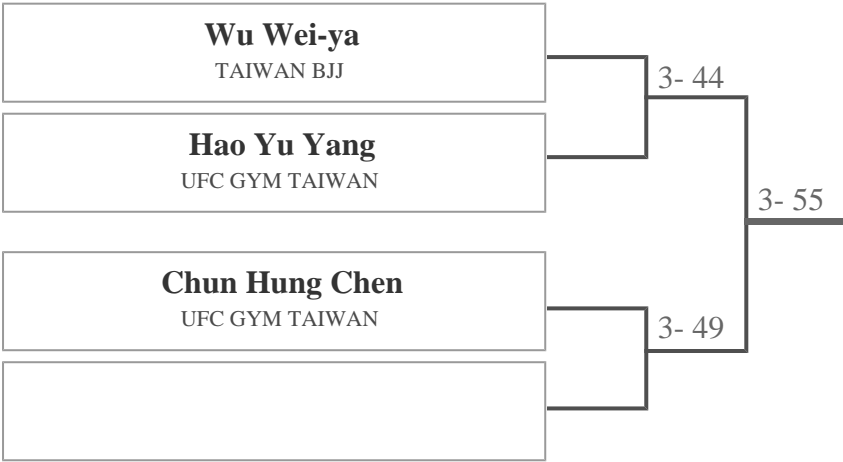 Wu Wei-ya
TAIWAN BJJ
3- 44
Hao Yu Yang
UFC GYM TAIWAN
3- 55
Chun Hung Chen
UFC GYM TAIWAN
3- 49